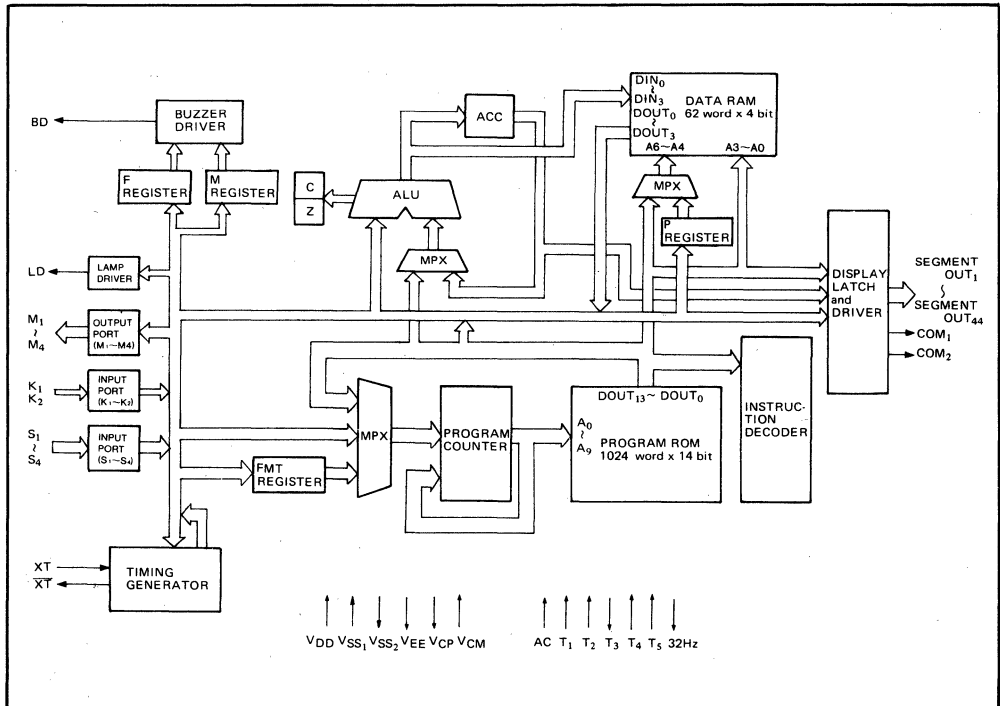 BD
BUZZER
DRIVER
F
REGISTER
M
REGISTER
LD
LAMP
DRIVER
M1
~
M4
OUTPUT
PORT
(M1~M4)
K1
K2
INPUT
PORT
(K1~K2)
S1
~
S4
INPUT
PORT
(S1~S4)
XT
X̅T̅
TIMING
GENERATOR
C
Z
ALU
ACC
MPX
DIN0
~
DIN3
DOUT0
~
DOUT3
DATA RAM
62 word x 4 bit
A6~A4
A3~A0
MPX
P
REGISTER
DISPLAY
LATCH
and
DRIVER
SEGMENT
OUT1
~
SEGMENT
OUT44
COM1
COM2
FMT
REGISTER
MPX
PROGRAM
COUNTER
DOUT13~DOUT0
A0
~
A9
PROGRAM ROM
1024 word x 14 bit
INSTRUC-
TION
DECODER
VDD VSS1 VSS2 VEE VCP VCM
AC T1 T2 T3 T4 T5 32Hz